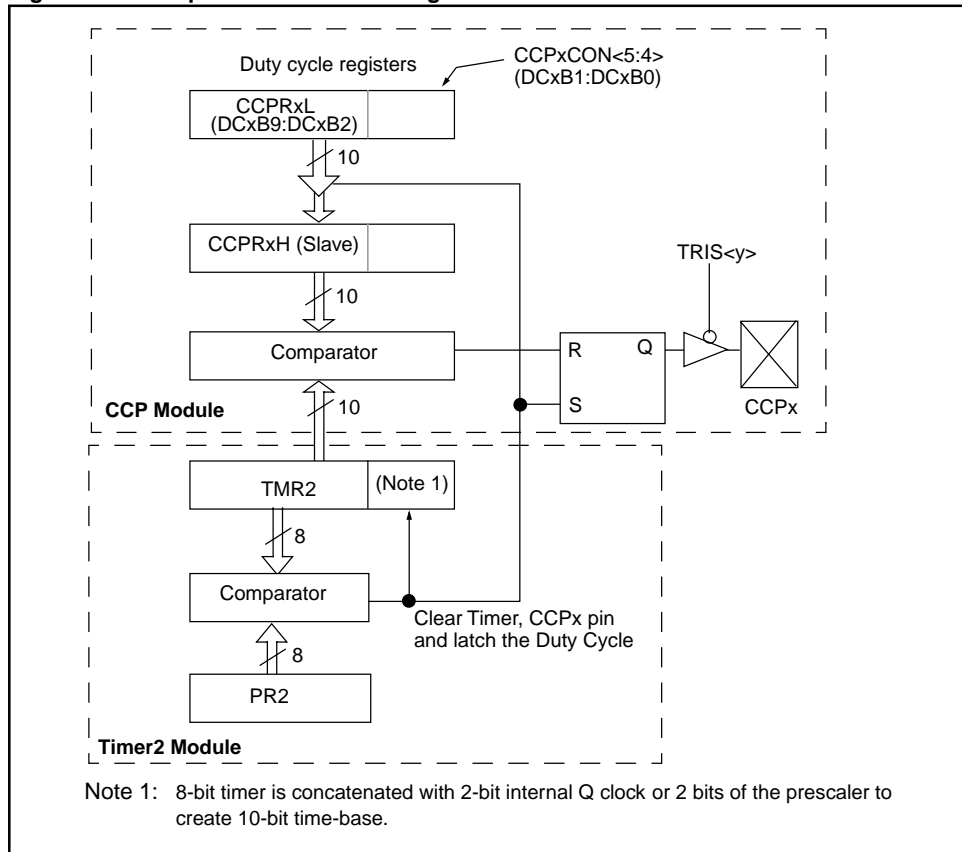 Duty cycle registers
CCPxCON<5:4>
(DCxB1:DCxB0)
CCPRxL
(DCxB9:DCxB2)
10
CCPRxH (Slave)
TRIS<y>
10
Comparator
R
Q
S
CCPx
10
CCP Module
TMR2
(Note 1)
8
Comparator
Clear Timer, CCPx pin
and latch the Duty Cycle
8
PR2
Timer2 Module
Note 1: 8-bit timer is concatenated with 2-bit internal Q clock or 2 bits of the prescaler to
create 10-bit time-base.